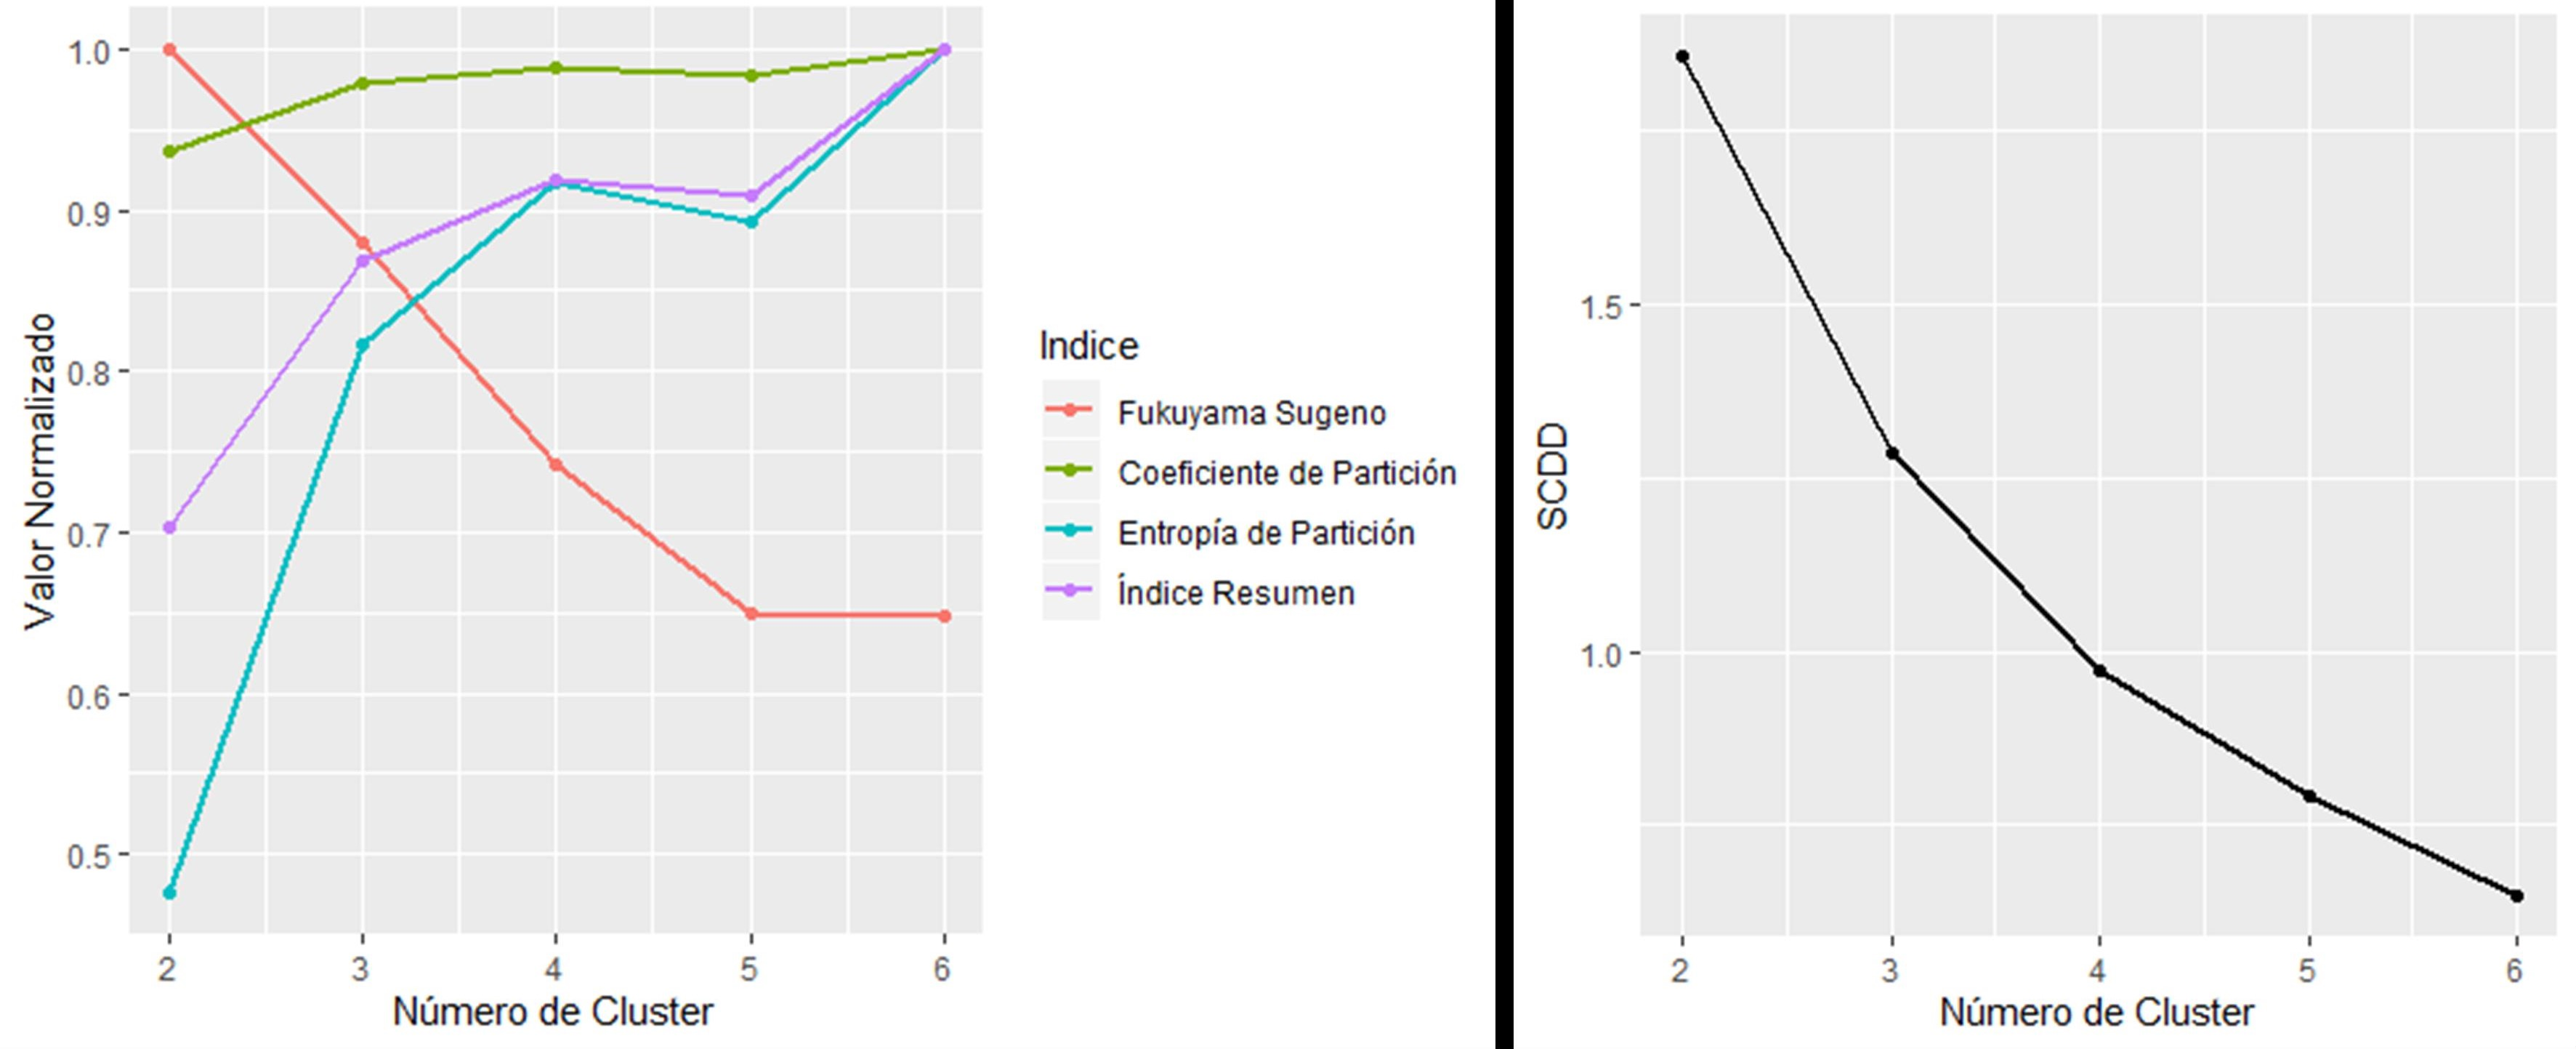 Valor Normalizado
1.0
0.9
0.8
0.7
0.6
0.5
2 3 4 5 6
Número de Cluster
Indice
Fukuyama Sugeno
Coeficiente de Partición
Entropía de Partición
Índice Resumen
SCDD
1.5
1.0
2 3 4 5 6
Número de Cluster